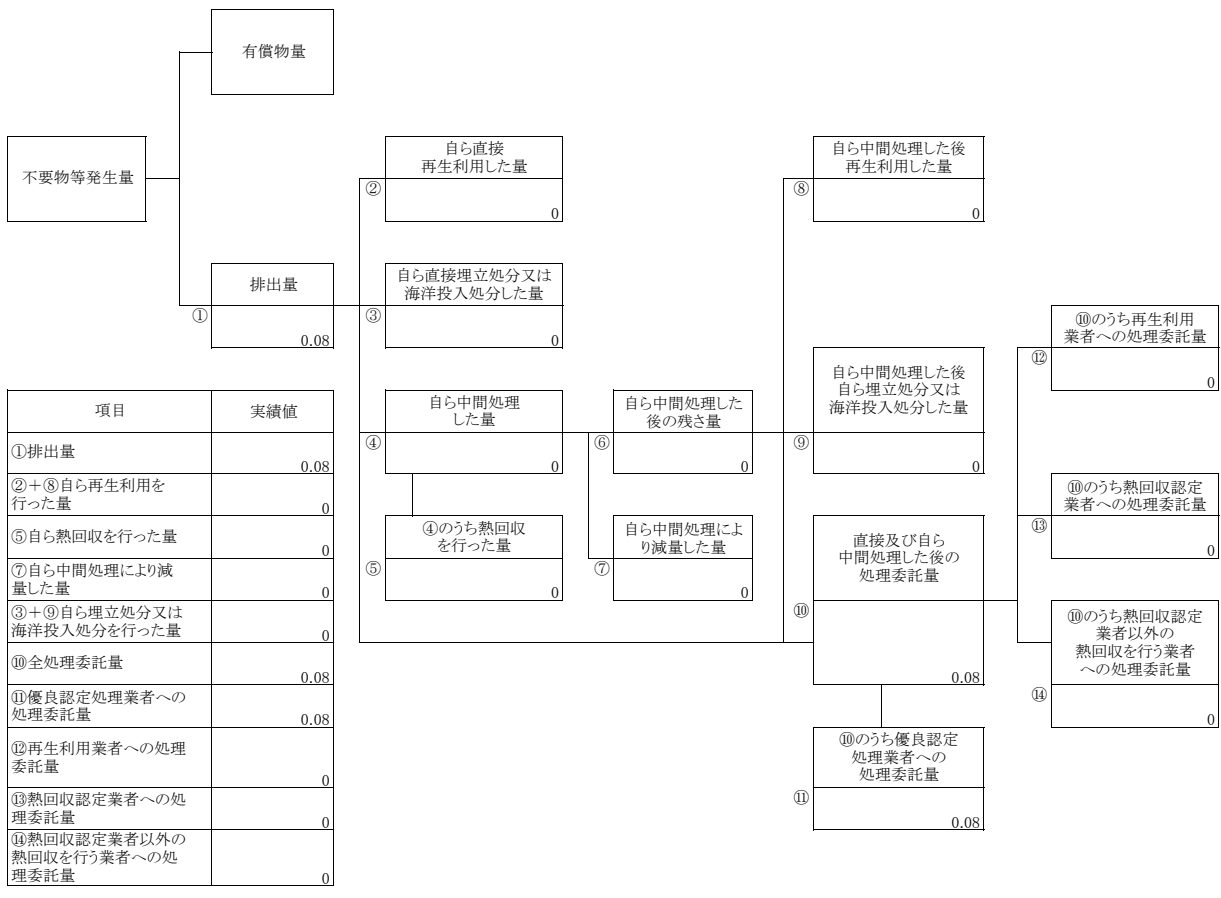 有償物量
不要物等発生量
自ら直接
再生利用した量
②
0
自ら中間処理した後
再生利用した量
⑧
0
排出量
①
0.08
自ら直接埋立処分又は
海洋投入処分した量
③
0
⑩のうち再生利用
業者への処理委託量
⑫
0
自ら中間処理
した量
④
0
自ら中間処理した
後の残さ量
⑥
0
自ら中間処理した後
自ら埋立処分又は
海洋投入処分した量
⑨
0
⑩のうち熱回収認定
業者への処理委託量
⑬
0
④のうち熱回収
を行った量
⑤
0
自ら中間処理によ
り減量した量
⑦
0
直接及び自ら
中間処理した後の
処理委託量
⑩
0.08
⑩のうち熱回収認定
業者以外の
熱回収を行う業者
への処理委託量
⑭
0
⑩のうち優良認定
処理業者への
処理委託量
⑪
0.08
項目 実績値
①排出量
0.08
②＋⑧自ら再生利用を
行った量
0
⑤自ら熱回収を行った量
0
⑦自ら中間処理により減
量した量
0
③＋⑨自ら埋立処分又は
海洋投入処分を行った量
0
⑩全処理委託量
0.08
⑪優良認定処理業者への
処理委託量
0.08
⑫再生利用業者への処理
委託量
0
⑬熱回収認定業者への処
理委託量
0
⑭熱回収認定業者以外の
熱回収を行う業者への処
理委託量
0